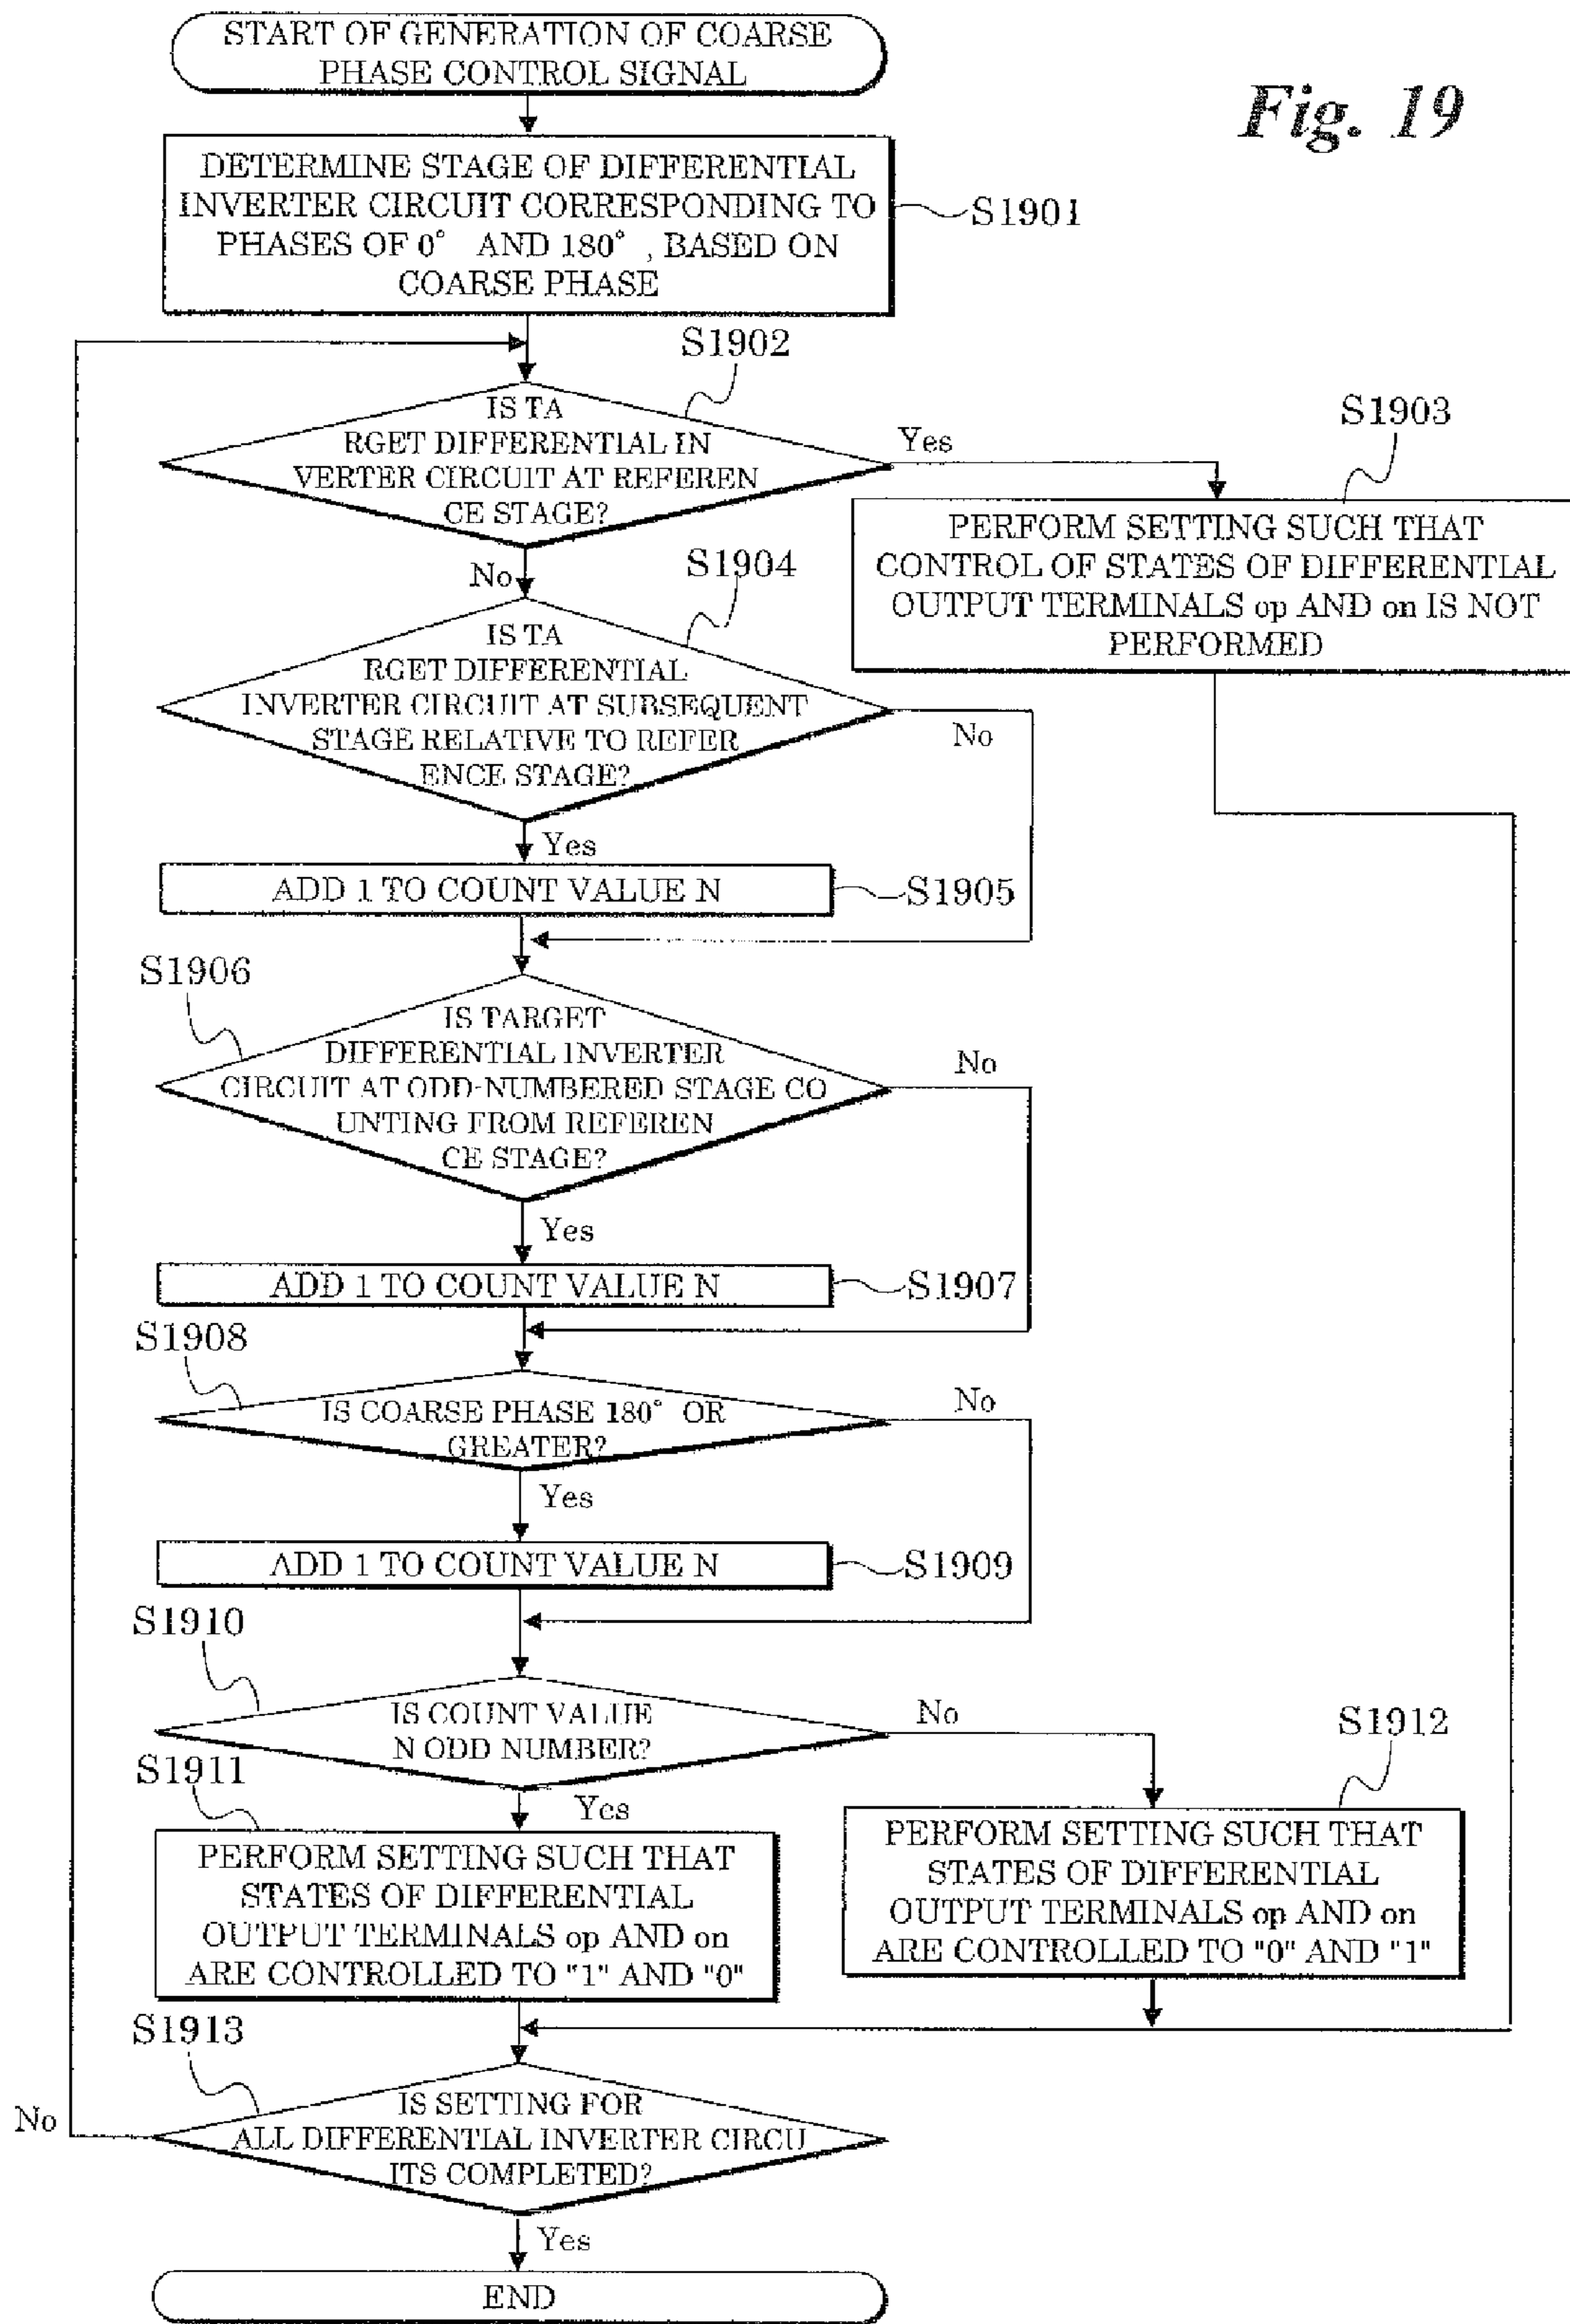 START OF GENERATION OF COARSE
PHASE CONTROL SIGNAL
Fig. 19
DETERMINE STAGE OF DIFFERENTIAL
INVERTER CIRCUIT CORRESPONDING TO
PHASES OF 0° AND 180° , BASED ON
COARSE PHASE
S1901
S1902
IS TA
RGET DIFFERENTIAL IN
VERTER CIRCUIT AT REFEREN
CE STAGE?
Yes
No
S1903
PERFORM SETTING SUCH THAT
CONTROL OF STATES OF DIFFERENTIAL
OUTPUT TERMINALS op AND on IS NOT
PERFORMED
S1904
IS TA
RGET DIFFERENTIAL
INVERTER CIRCUIT AT SUBSEQUENT
STAGE RELATIVE TO REFER
ENCE STAGE?
No
Yes
ADD 1 TO COUNT VALUE N
S1905
S1906
IS TARGET
DIFFERENTIAL INVERTER
CIRCUIT AT ODD-NUMBERED STAGE CO
UNTING FROM REFEREN
CE STAGE?
No
Yes
ADD 1 TO COUNT VALUE N
S1907
S1908
IS COARSE PHASE 180° OR
GREATER?
No
Yes
ADD 1 TO COUNT VALUE N
S1909
S1910
IS COUNT VALUE
N ODD NUMBER?
No
Yes
S1911
PERFORM SETTING SUCH THAT
STATES OF DIFFERENTIAL
OUTPUT TERMINALS op AND on
ARE CONTROLLED TO "1" AND "0"
S1912
PERFORM SETTING SUCH THAT
STATES OF DIFFERENTIAL
OUTPUT TERMINALS op AND on
ARE CONTROLLED TO "0" AND "1"
S1913
IS SETTING FOR
ALL DIFFERENTIAL INVERTER CIRCU
ITS COMPLETED?
No
Yes
END